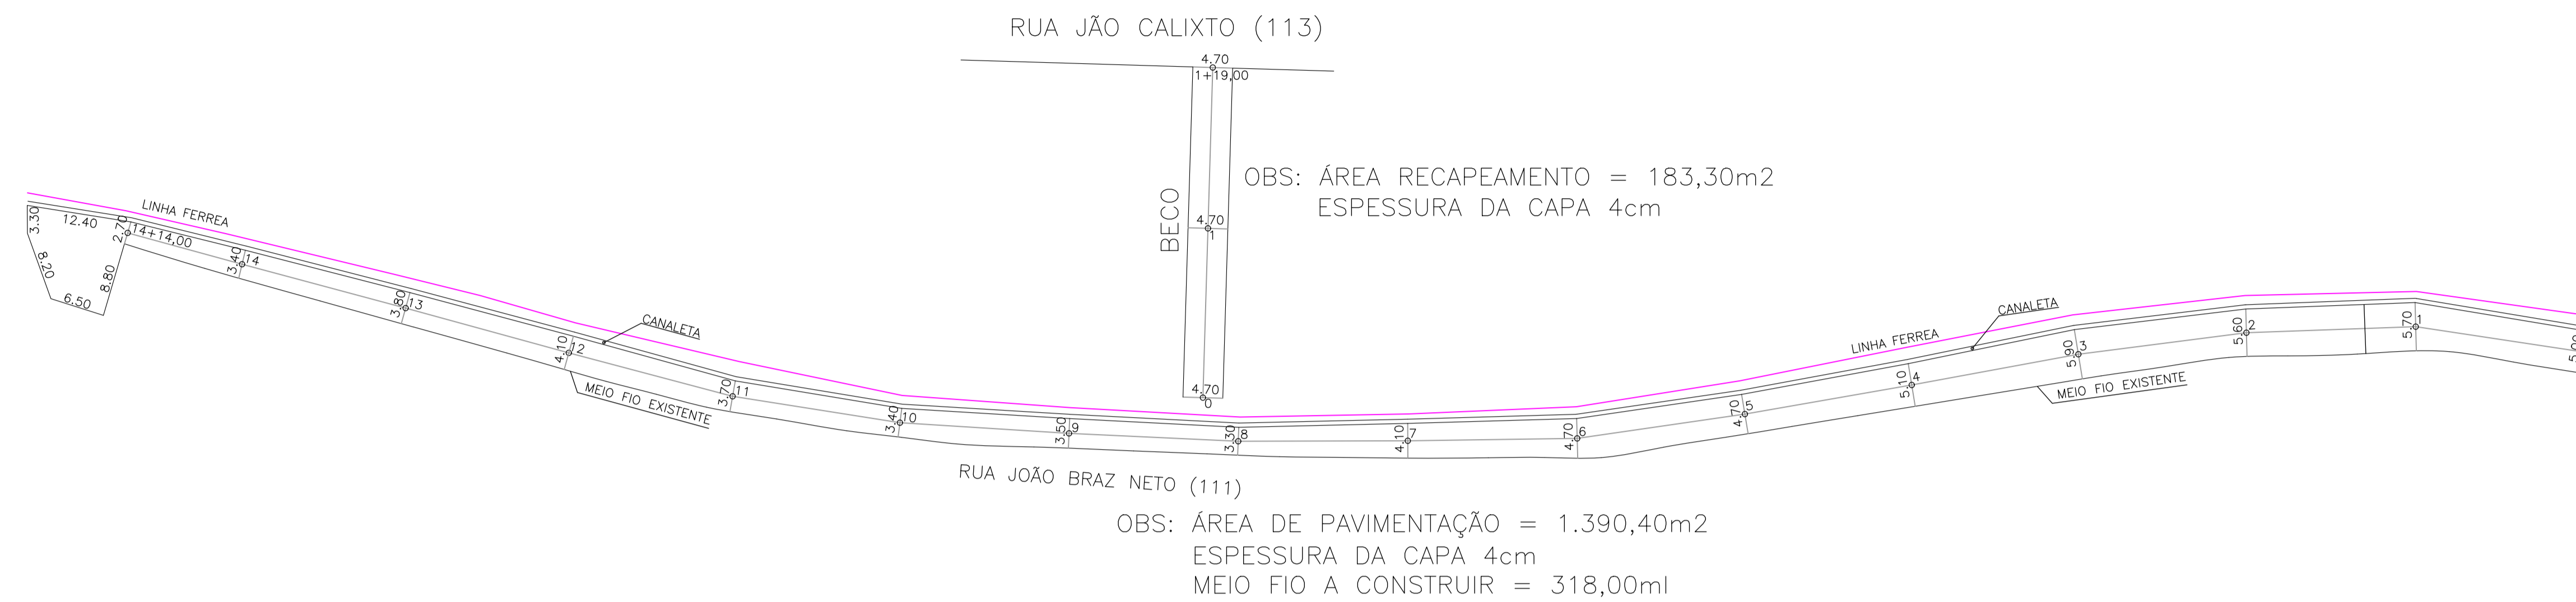 RUA JÃO CALIXTO (113)
4.70
1+19,00
BECO
4.70
1
4.70
0
OBS: ÁREA RECAPEAMENTO = 183,30m2
ESPESSURA DA CAPA 4cm
3.30
12.40
8.20
6.50
8.80
2.70
14+14,00
LINHA FERREA
3.40
14
3.80
13
4.10
12
CANALETA
MEIO FIO EXISTENTE
3.70
11
3.40
10
3.50
9
3.30
8
4.10
7
4.70
6
4.70
5
5.10
4
LINHA FERREA
CANALETA
5.90
3
MEIO FIO EXISTENTE
5.60
2
5.70
1
RUA JOÃO BRAZ NETO (111)
OBS: ÁREA DE PAVIMENTAÇÃO = 1.390,40m2
ESPESSURA DA CAPA 4cm
MEIO FIO A CONSTRUIR = 318,00ml